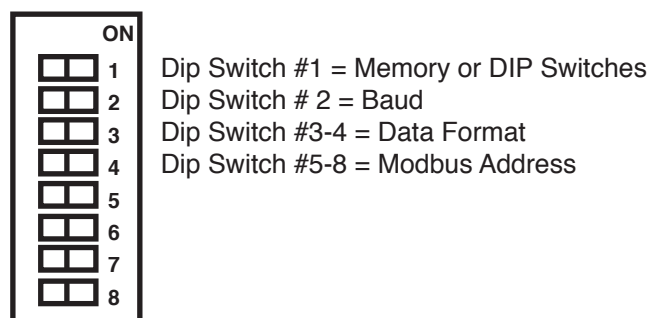 ON
1 Dip Switch #1 = Memory or DIP Switches
2 Dip Switch # 2 = Baud
3 Dip Switch #3-4 = Data Format
4 Dip Switch #5-8 = Modbus Address
5
6
7
8